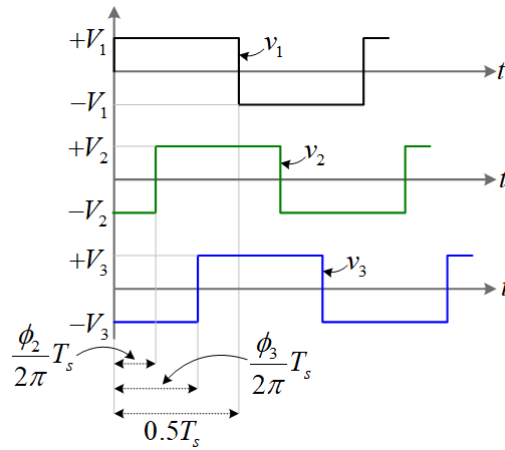 +V₁
v₁
t
−V₁
+V₂
v₂
t
−V₂
+V₃
v₃
t
−V₃
ϕ₂/2π Tₛ
ϕ₃/2π Tₛ
0.5Tₛ